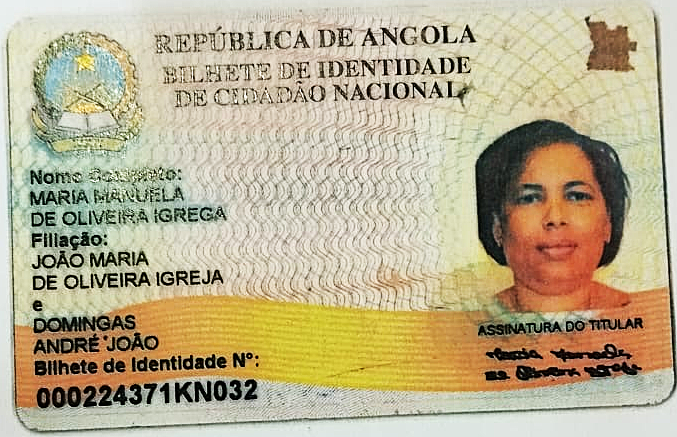 REPÚBLICA DE ANGOLA
BILHETE DE IDENTIDADE
DE CIDADÃO NACIONAL
Nome Completo:
MARIA MANUELA
DE OLIVEIRA IGREGA
Filiação:
JOÃO MARIA
DE OLIVEIRA IGREJA
e
DOMINGAS
ANDRÉ JOÃO
Bilhete de Identidade Nº:
000224371KN032
ASSINATURA DO TITULAR